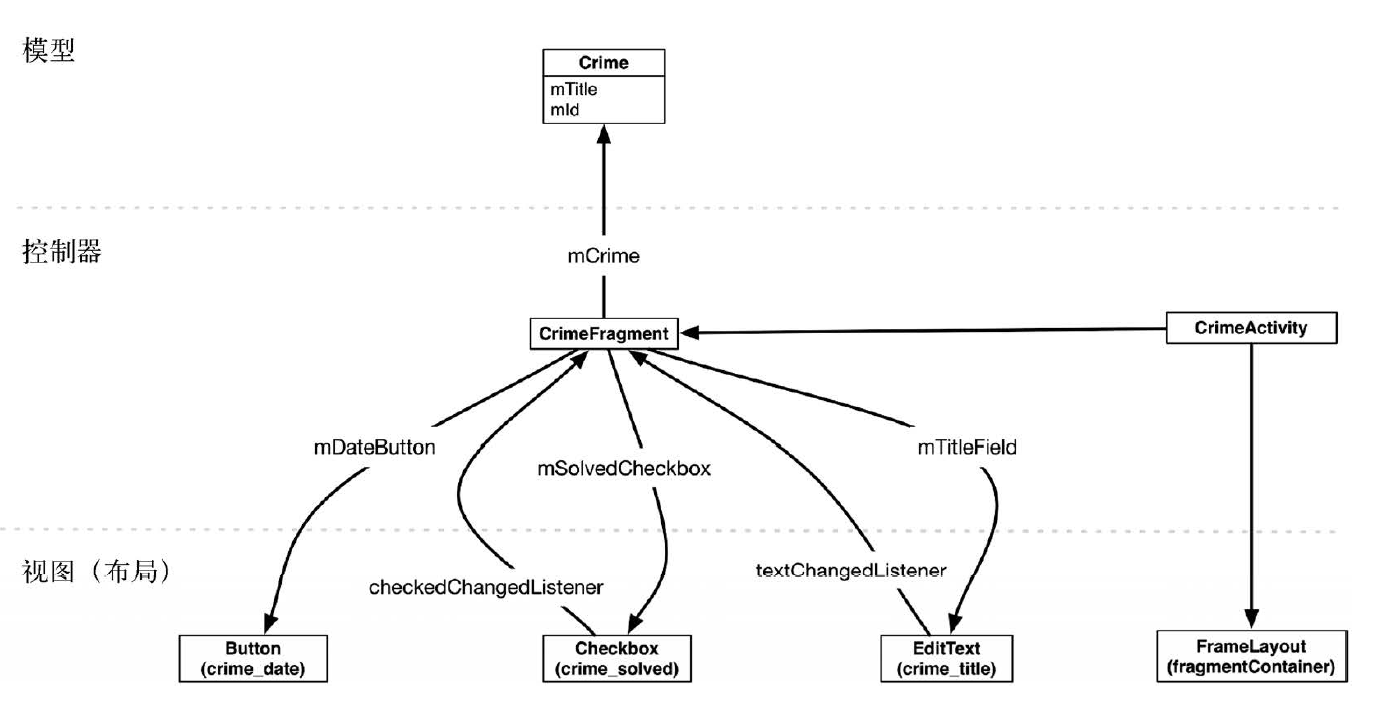 模型
Crime
mTitle
mId
控制器
mCrime
CrimeFragment
CrimeActivity
mDateButton
mSolvedCheckbox
mTitleField
视图（布局）
checkedChangedListener
textChangedListener
Button
(crime_date)
Checkbox
(crime_solved)
EditText
(crime_title)
FrameLayout
(fragmentContainer)